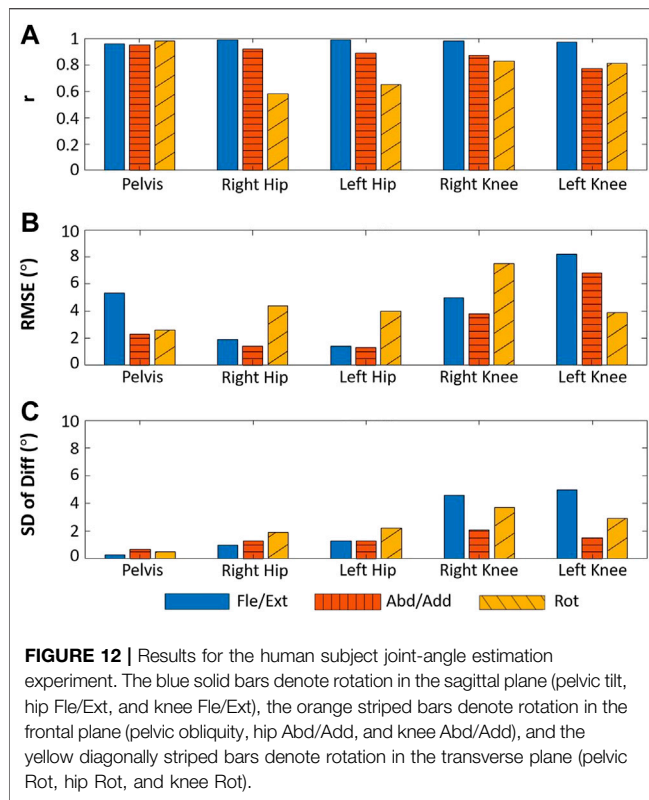 A
1
0.8
0.6
0.4
0.2
0
r
Pelvis Right Hip Left Hip Right Knee Left Knee
B
10
8
6
4
2
0
RMSE (°)
Pelvis Right Hip Left Hip Right Knee Left Knee
C
10
8
6
4
2
0
SD of Diff (°)
Pelvis Right Hip Left Hip Right Knee Left Knee
Fle/Ext Abd/Add Rot
FIGURE 12 | Results for the human subject joint-angle estimation
experiment. The blue solid bars denote rotation in the sagittal plane (pelvic tilt,
hip Fle/Ext, and knee Fle/Ext), the orange striped bars denote rotation in the
frontal plane (pelvic obliquity, hip Abd/Add, and knee Abd/Add), and the
yellow diagonally striped bars denote rotation in the transverse plane (pelvic
Rot, hip Rot, and knee Rot).